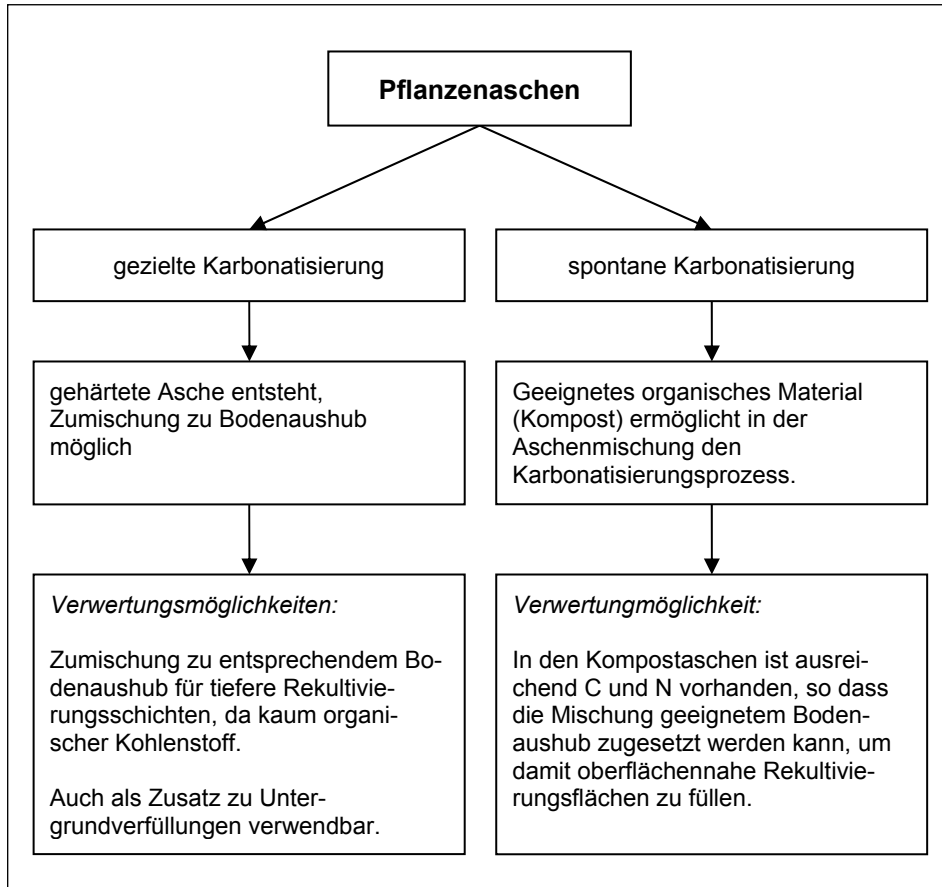 Pflanzenaschen
gezielte Karbonatisierung
spontane Karbonatisierung
gehärtete Asche entsteht,
Zumischung zu Bodenaushub
möglich
Geeignetes organisches Material
(Kompost) ermöglicht in der
Aschenmischung den
Karbonatisierungsprozess.
Verwertungsmöglichkeiten:
Zumischung zu entsprechendem Bo-
denaushub für tiefere Rekultivie-
rungsschichten, da kaum organi-
scher Kohlenstoff.
Auch als Zusatz zu Unter-
grundverfüllungen verwendbar.
Verwertungmöglichkeit:
In den Kompostaschen ist ausrei-
chend C und N vorhanden, so dass
die Mischung geeignetem Boden-
aushub zugesetzt werden kann, um
damit oberflächennahe Rekultivie-
rungsflächen zu füllen.